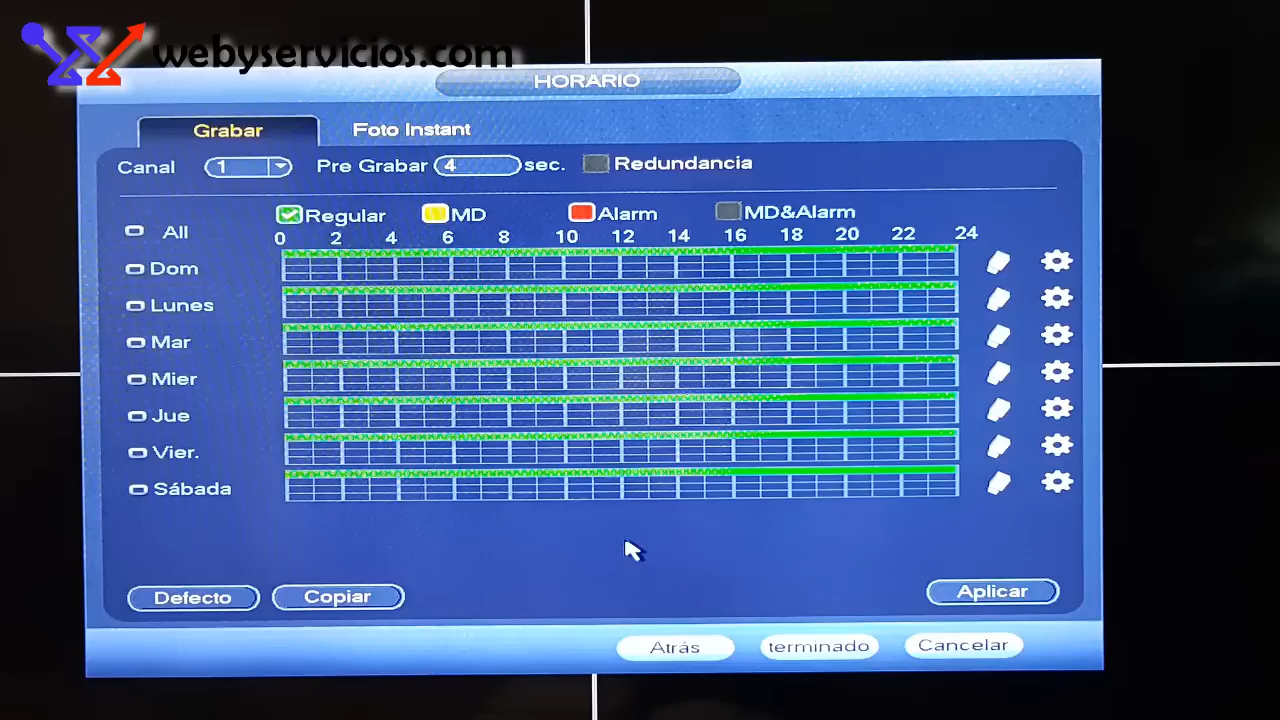 webyservicios.com
HORARIO
Grabar Foto Instant
Canal 1 Pre Grabar 4 sec. Redundancia
Regular MD Alarm MD&Alarm
All 0 2 4 6 8 10 12 14 16 18 20 22 24
Dom
Lunes
Mar
Mier
Jue
Vier.
Sábada
Defecto Copiar Aplicar
Atrás terminado Cancelar